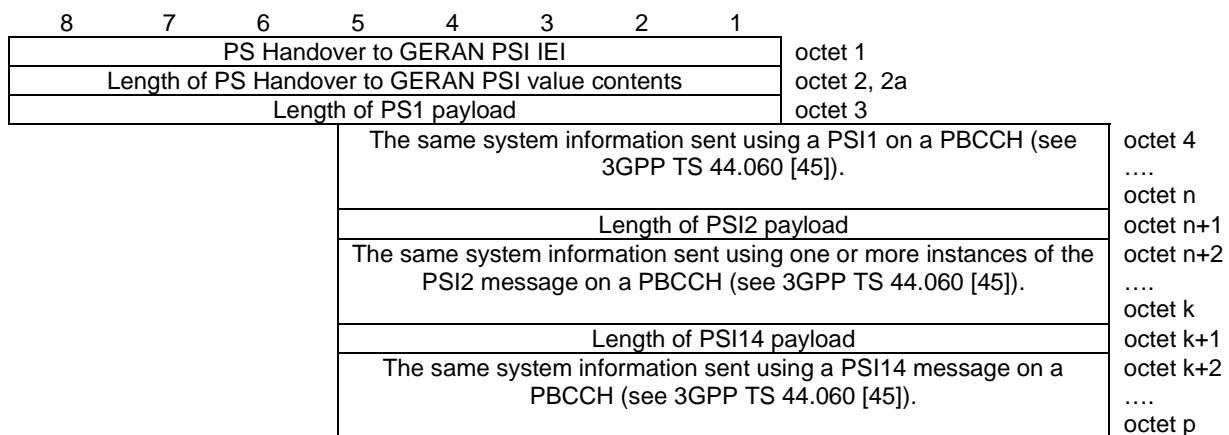 8 7 6 5 4 3 2 1
PS Handover to GERAN PSI IEI octet 1
Length of PS Handover to GERAN PSI value contents octet 2, 2a
Length of PS1 payload octet 3
The same system information sent using a PSI1 on a PBCCH (see octet 4
3GPP TS 44.060 [45]). ….
octet n
Length of PSI2 payload octet n+1
The same system information sent using one or more instances of the octet n+2
PSI2 message on a PBCCH (see 3GPP TS 44.060 [45]). ….
octet k
Length of PSI14 payload octet k+1
The same system information sent using a PSI14 message on a octet k+2
PBCCH (see 3GPP TS 44.060 [45]). ….
octet p